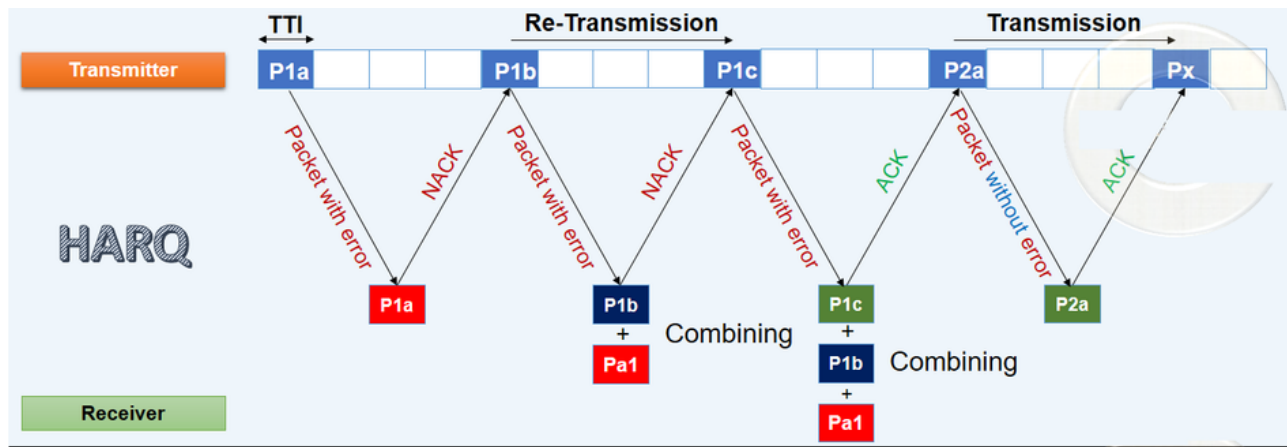 TTI
Re-Transmission
Transmission
Transmitter
P1a
P1b
P1c
P2a
Px
Packet with error
NACK
Packet with error
NACK
Packet with error
ACK
Packet without error
ACK
HARQ
P1a
P1b
+
Pa1
Combining
P1c
+
P1b
+
Pa1
Combining
P2a
Receiver